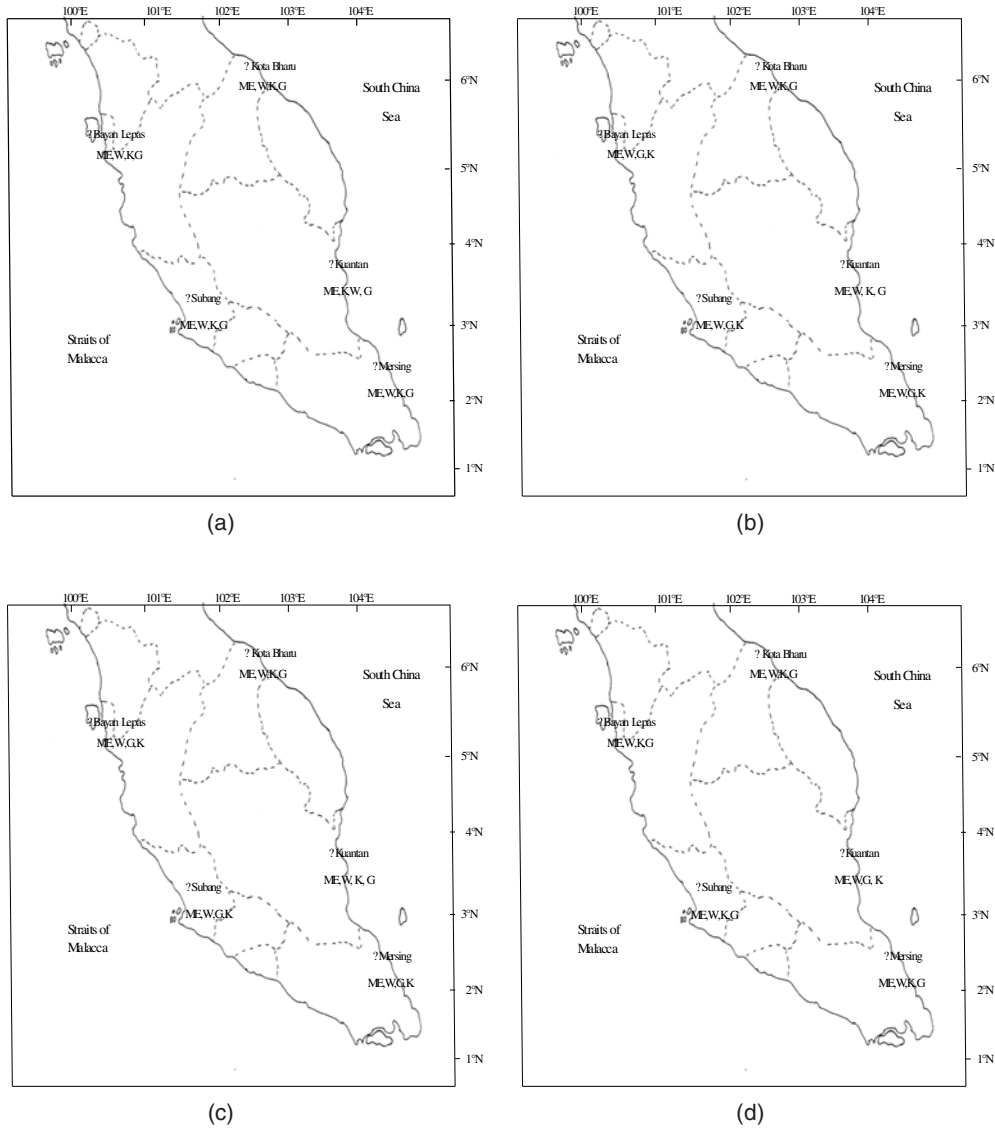 100°E 101°E 102°E 103°E 104°E
? Kota Bharu
ME, W,K,G
6°N
South China
Sea
? Bayan Lepas
ME,W,K,G
5°N
4°N
? Kuantan
ME,KW, G
? Subang
ME,W,K,G
3°N
Straits of
Malacca
? Mersing
ME,W,K,G
2°N
1°N
(a)
100°E 101°E 102°E 103°E 104°E
? Kota Bharu
ME, W,K,G
6°N
South China
Sea
? Bayan Lepas
ME,W,G,K
5°N
4°N
? Kuantan
ME,W, K, G
? Subang
ME,W,G,K
3°N
Straits of
Malacca
? Mersing
ME,W,G,K
2°N
1°N
(b)
100°E 101°E 102°E 103°E 104°E
? Kota Bharu
ME, W,K,G
6°N
South China
Sea
? Bayan Lepas
ME,W,G,K
5°N
4°N
? Kuantan
ME,W, K, G
? Subang
ME,W,G,K
3°N
Straits of
Malacca
? Mersing
ME,W,G,K
2°N
1°N
(c)
100°E 101°E 102°E 103°E 104°E
? Kota Bharu
ME, W,K,G
6°N
South China
Sea
? Bayan Lepas
ME,W,KG
5°N
4°N
? Kuantan
ME,W,G, K
? Subang
ME,W,K,G
3°N
Straits of
Malacca
? Mersing
ME,W,K,G
2°N
1°N
(d)